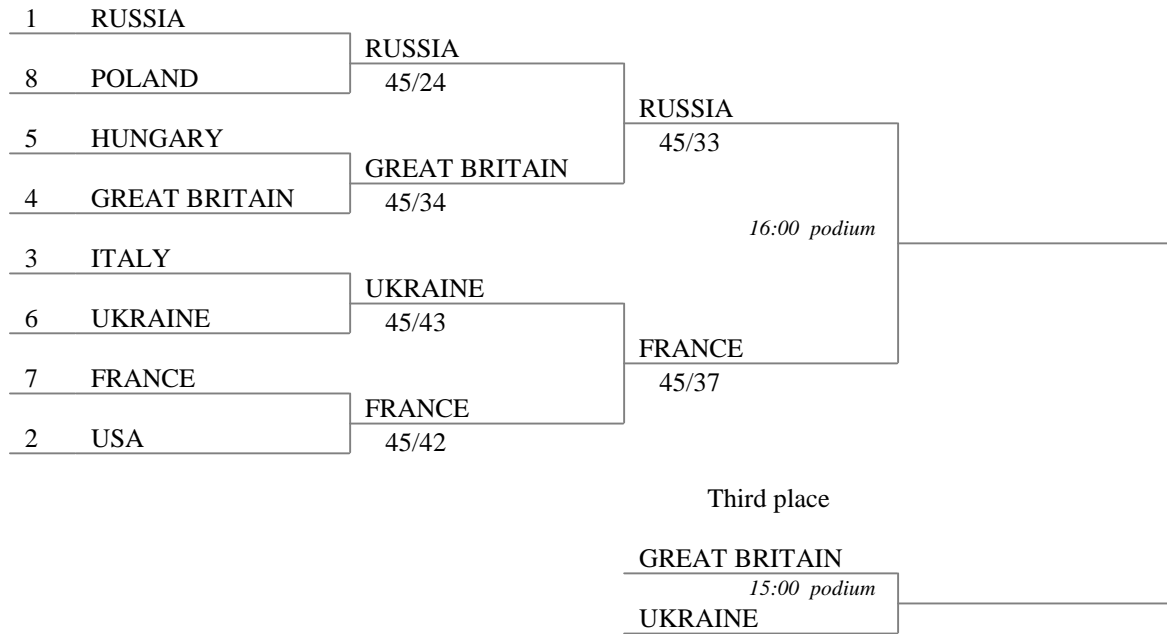 1 RUSSIA
RUSSIA
8 POLAND
45/24
RUSSIA
5 HUNGARY
45/33
GREAT BRITAIN
4 GREAT BRITAIN
45/34
16:00 podium
3 ITALY
UKRAINE
6 UKRAINE
45/43
FRANCE
7 FRANCE
45/37
FRANCE
2 USA
45/42
Third place
GREAT BRITAIN
15:00 podium
UKRAINE